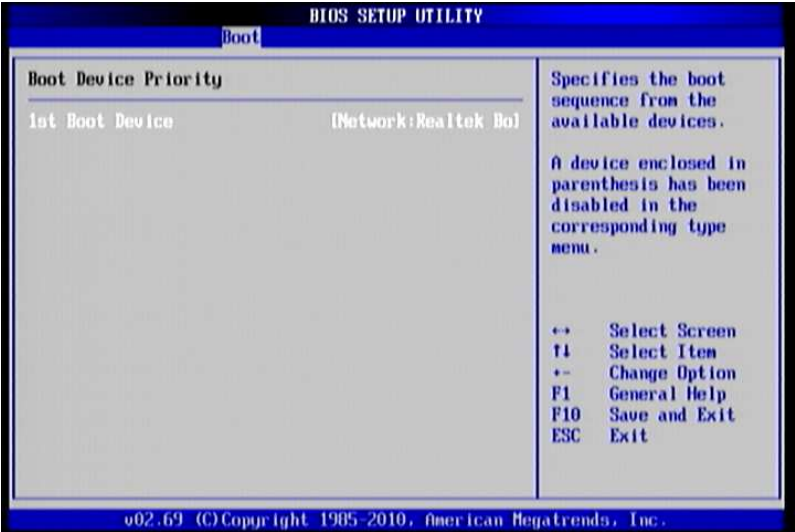 BIOS SETUP UTILITY
Boot
Boot Device Priority
1st Boot Device [Network:Realtek Bo]
Specifies the boot
sequence from the
available devices.
A device enclosed in
parenthesis has been
disabled in the
corresponding type
menu.
↔ Select Screen
↑↓ Select Item
+- Change Option
F1 General Help
F10 Save and Exit
ESC Exit
v02.69 (C)Copyright 1985-2010, American Megatrends, Inc.